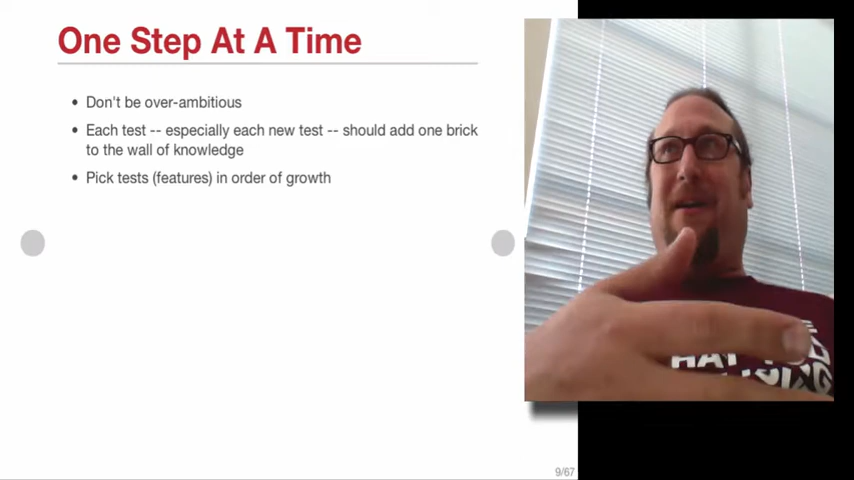 One Step At A Time
Don't be over-ambitious
Each test -- especially each new test -- should add one brick
to the wall of knowledge
Pick tests (features) in order of growth
9/67